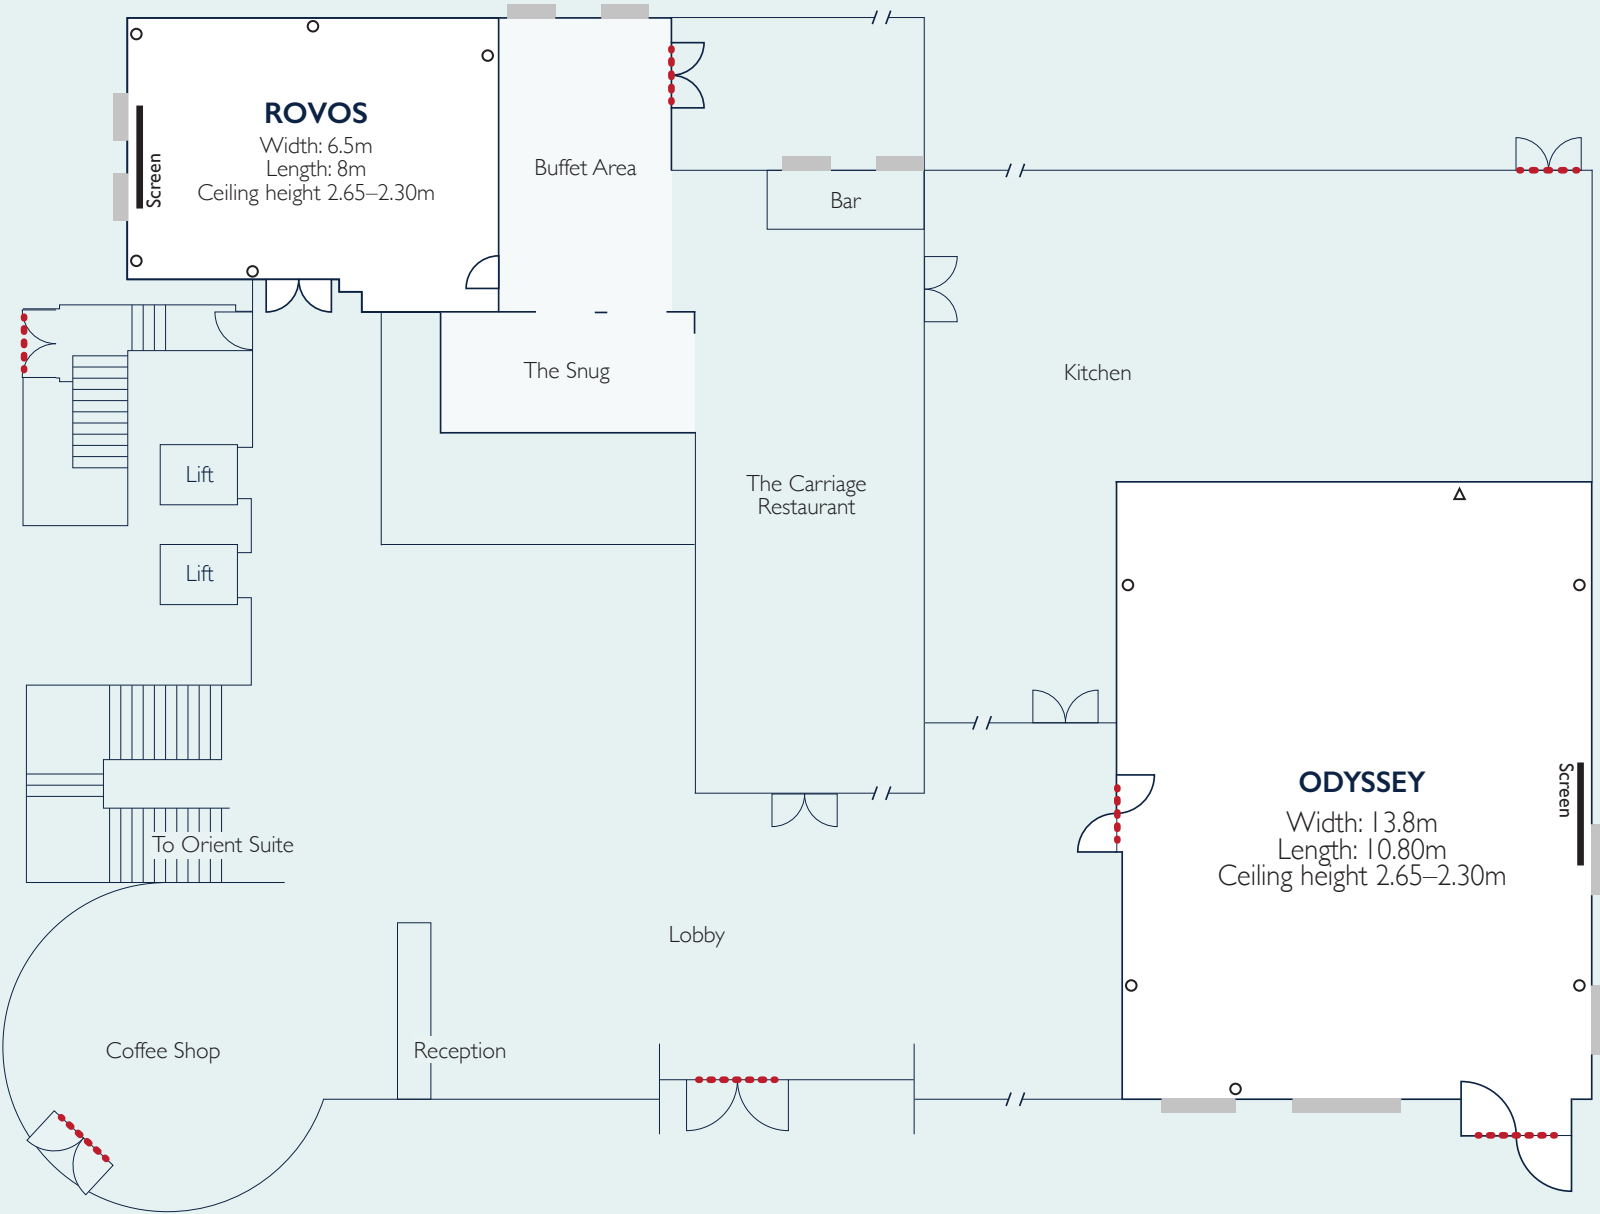 ROVOS
Width: 6.5m
Length: 8m
Ceiling height 2.65–2.30m
Screen
Buffet Area
Bar
The Snug
Kitchen
Lift
The Carriage
Restaurant
Lift
ODYSSEY
Width: 13.8m
Length: 10.80m
Ceiling height 2.65–2.30m
Screen
To Orient Suite
Lobby
Coffee Shop
Reception